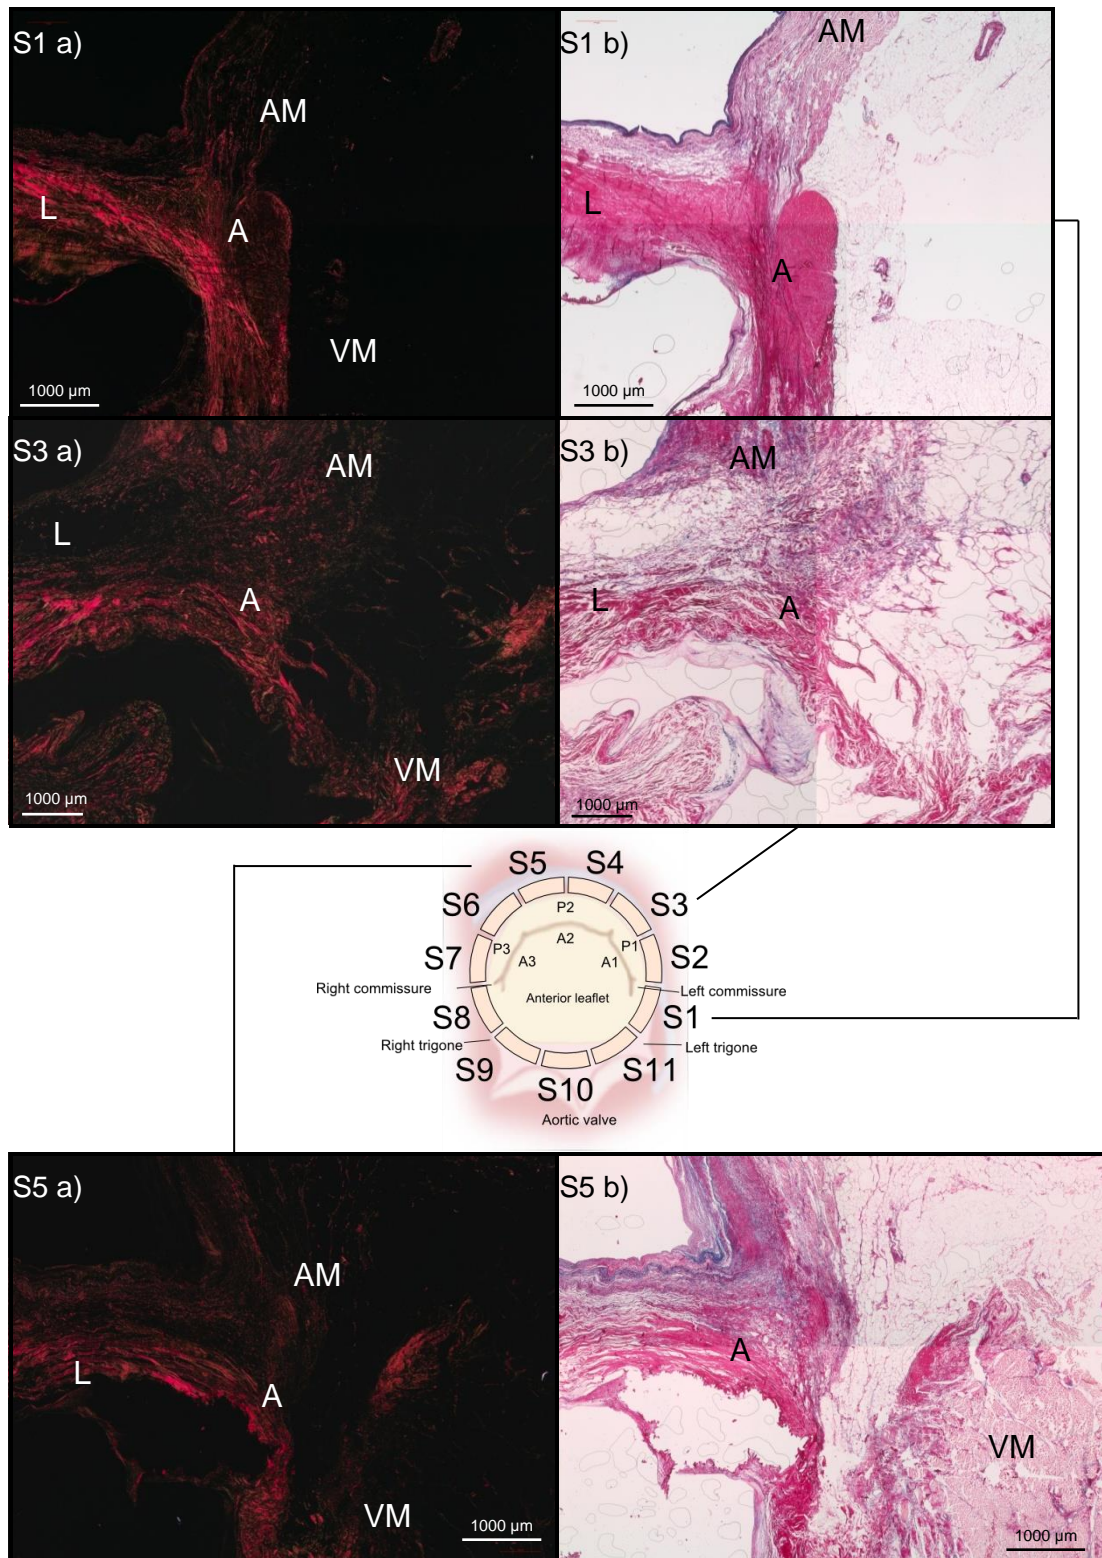 S1 a)
AM
L
A
VM
1000 µm
S1 b)
AM
L
A
1000 µm
S3 a)
AM
L
A
VM
1000 µm
S3 b)
AM
L
A
1000 µm
S5 S4
S6 S3
P2
A2
P3 P1
A3 A1
S7 S2
Right commissure Left commissure
Anterior leaflet
S8 S1
Right trigone Left trigone
S9 S11
S10
Aortic valve
S5 a)
AM
L
A
VM
1000 µm
S5 b)
A
VM
1000 µm